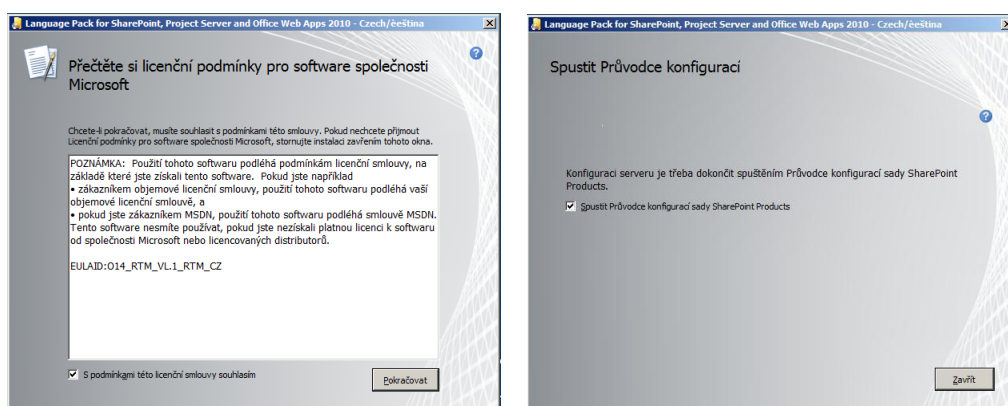 Language Pack for SharePoint, Project Server and Office Web Apps 2010 - Czech/èeština
Přečtěte si licenční podmínky pro software společnosti
Microsoft
Chcete-li pokračovat, musíte souhlasit s podmínkami této smlouvy. Pokud nechcete přijmout
Licenční podmínky pro software společnosti Microsoft, stornujte instalaci zavřením tohoto okna.
POZNÁMKA: Použití tohoto softwaru podléhá podmínkám licenční smlouvy, na
základě které jste získali tento software. Pokud jste například
• zákazníkem objemové licenční smlouvy, použití tohoto softwaru podléhá vaší
objemové licenční smlouvě, a
• pokud jste zákazníkem MSDN, použití tohoto softwaru podléhá smlouvě MSDN.
Tento software nesmíte používat, pokud jste nezískali platnou licenci k softwaru
od společnosti Microsoft nebo licencovaných distributorů.
EULAID:O14_RTM_VL.1_RTM_CZ
S podmínkami této licenční smlouvy souhlasím
Pokračovat
Language Pack for SharePoint, Project Server and Office Web Apps 2010 - Czech/èeština
Spustit Průvodce konfigurací
Konfiguraci serveru je třeba dokončit spuštěním Průvodce konfigurací sady SharePoint
Products.
Spustit Průvodce konfigurací sady SharePoint Products
Zavřít